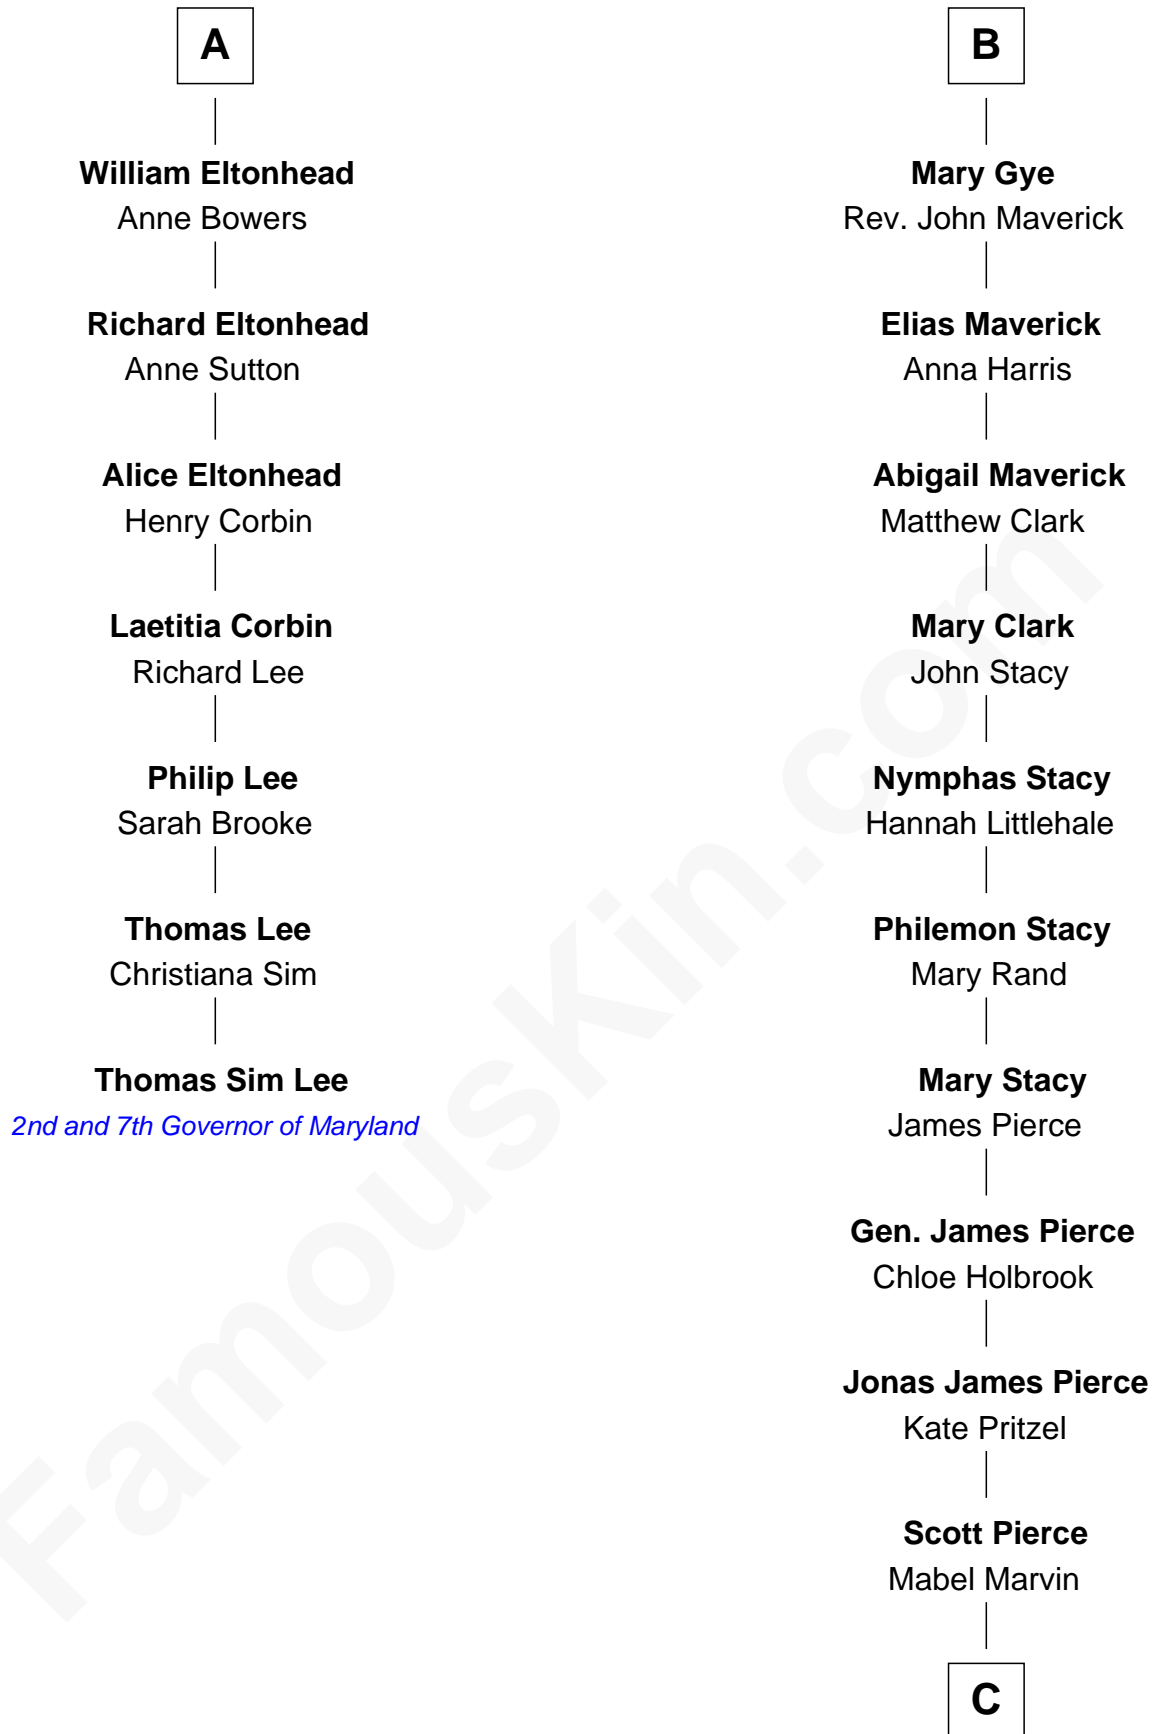 A
William Eltonhead
Anne Bowers
Richard Eltonhead
Anne Sutton
Alice Eltonhead
Henry Corbin
Laetitia Corbin
Richard Lee
Philip Lee
Sarah Brooke
Thomas Lee
Christiana Sim
Thomas Sim Lee
2nd and 7th Governor of Maryland
B
Mary Gye
Rev. John Maverick
Elias Maverick
Anna Harris
Abigail Maverick
Matthew Clark
Mary Clark
John Stacy
Nymphas Stacy
Hannah Littlehale
Philemon Stacy
Mary Rand
Mary Stacy
James Pierce
Gen. James Pierce
Chloe Holbrook
Jonas James Pierce
Kate Pritzel
Scott Pierce
Mabel Marvin
C
FamousKin.com